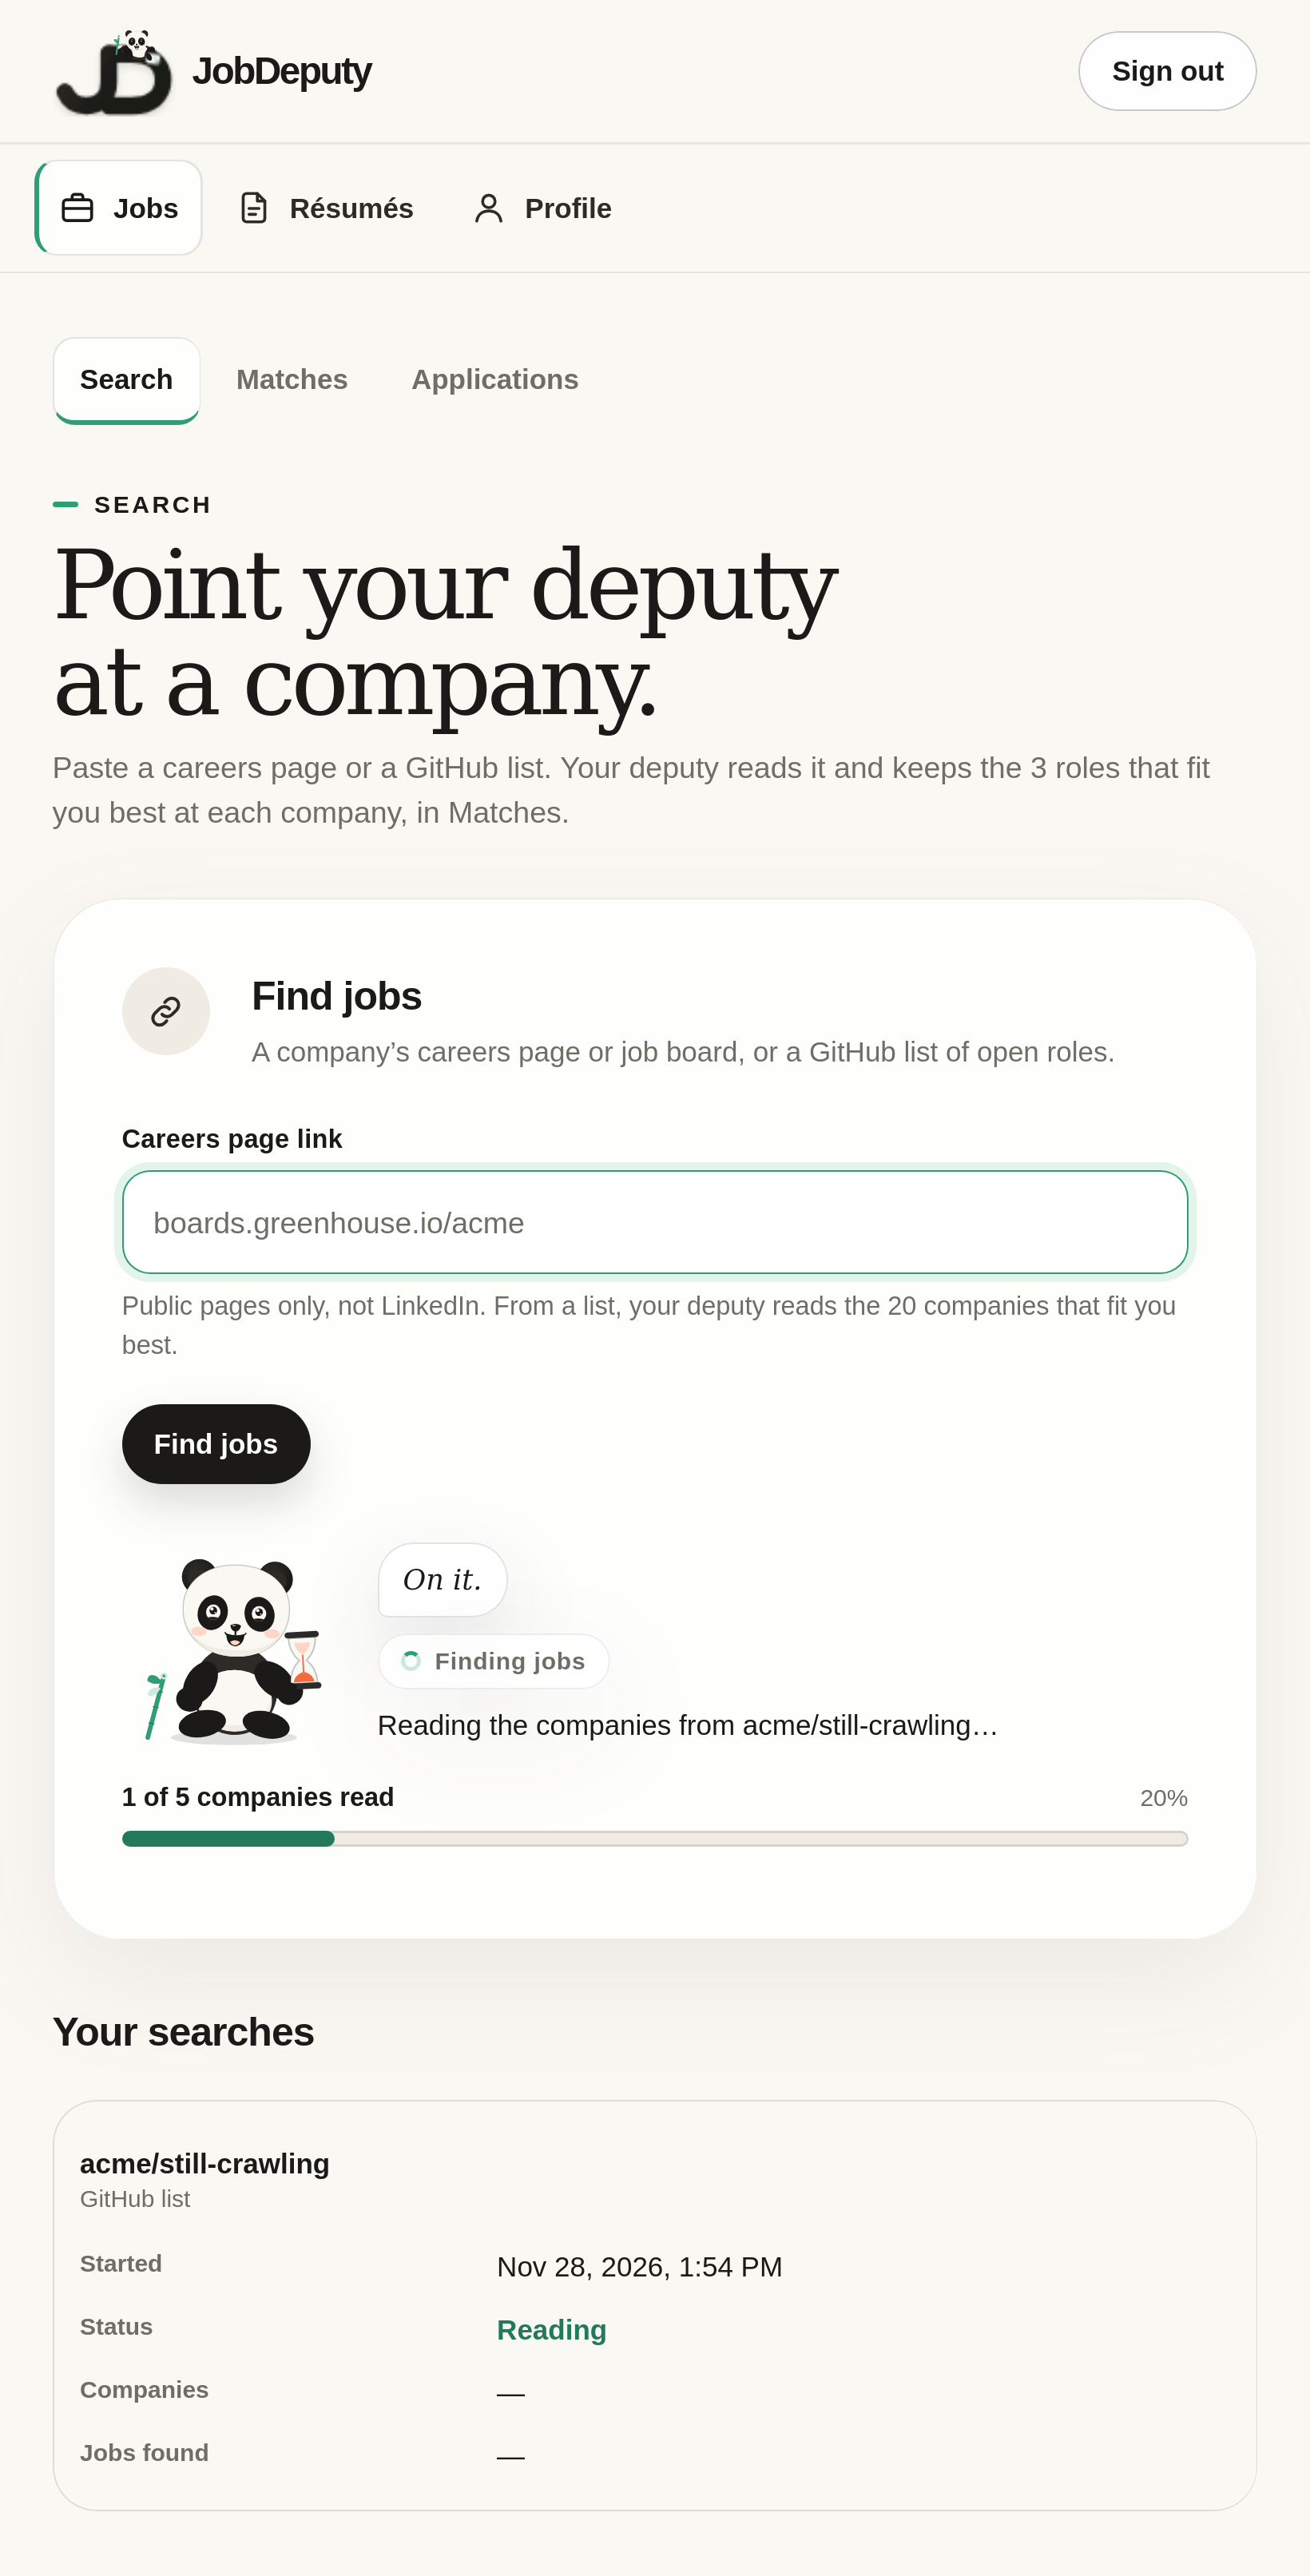 JD JobDeputy
Sign out
Jobs
Résumés
Profile
Search
Matches
Applications
SEARCH
Point your deputy
at a company.
Paste a careers page or a GitHub list. Your deputy reads it and keeps the 3 roles that fit
you best at each company, in Matches.
Find jobs
A company’s careers page or job board, or a GitHub list of open roles.
Careers page link
boards.greenhouse.io/acme
Public pages only, not LinkedIn. From a list, your deputy reads the 20 companies that fit you
best.
Find jobs
On it.
Finding jobs
Reading the companies from acme/still-crawling…
1 of 5 companies read
20%
Your searches
acme/still-crawling
GitHub list
Started
Nov 28, 2026, 1:54 PM
Status
Reading
Companies
—
Jobs found
—